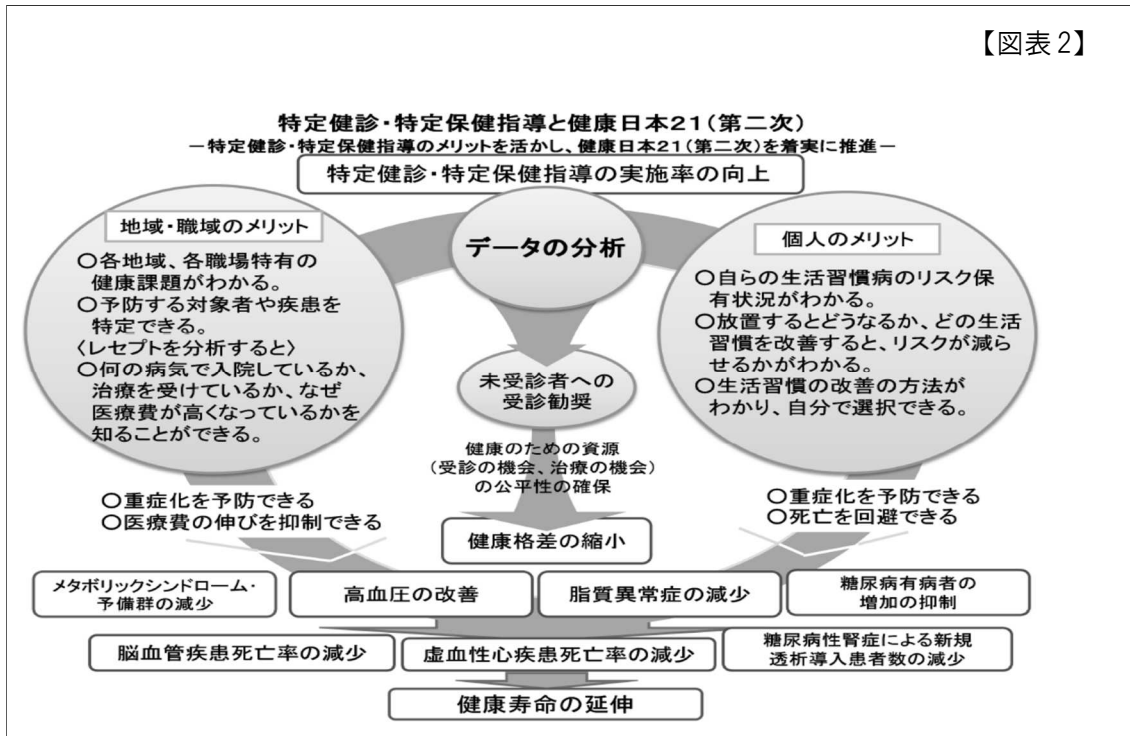 【図表2】
特定健診・特定保健指導と健康日本21(第二次)
－特定健診・特定保健指導のメリットを活かし、健康日本21(第二次)を着実に推進－
特定健診・特定保健指導の実施率の向上
地域・職域のメリット
〇各地域、各職場特有の
健康課題がわかる。
〇予防する対象者や疾患を
特定できる。
〈レセプトを分析すると〉
〇何の病気で入院しているか、
治療を受けているか、なぜ
医療費が高くなっているかを
知ることができる。
データの分析
未受診者への
受診勧奨
健康のための資源
(受診の機会、治療の機会)
の公平性の確保
健康格差の縮小
個人のメリット
〇自らの生活習慣病のリスク保
有状況がわかる。
〇放置するとどうなるか、どの生活
習慣を改善すると、リスクが減ら
せるかがわかる。
〇生活習慣の改善の方法が
わかり、自分で選択できる。
〇重症化を予防できる
〇医療費の伸びを抑制できる
〇重症化を予防できる
〇死亡を回避できる
メタボリックシンドローム・
予備群の減少
高血圧の改善
脂質異常症の減少
糖尿病有病者の
増加の抑制
脳血管疾患死亡率の減少
虚血性心疾患死亡率の減少
糖尿病性腎症による新規
透析導入患者数の減少
健康寿命の延伸